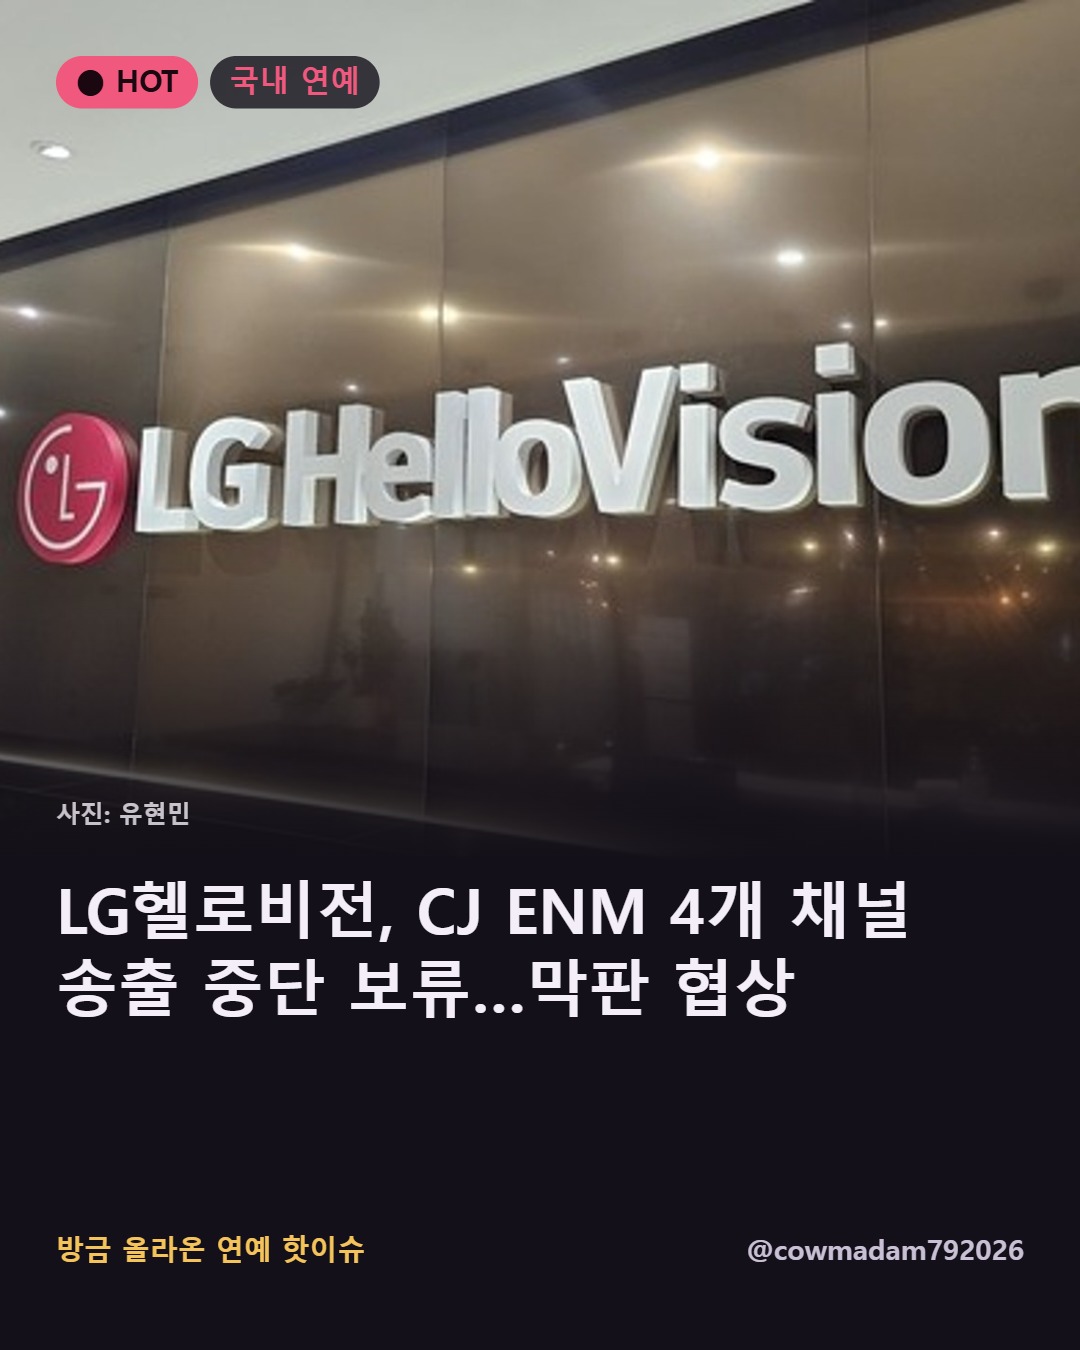 HOT
국내 연예
LG HelloVision
사진: 유현민
LG헬로비전, CJ ENM 4개 채널
송출 중단 보류...막판 협상
방금 올라온 연예 핫이슈
@cowmadam792026